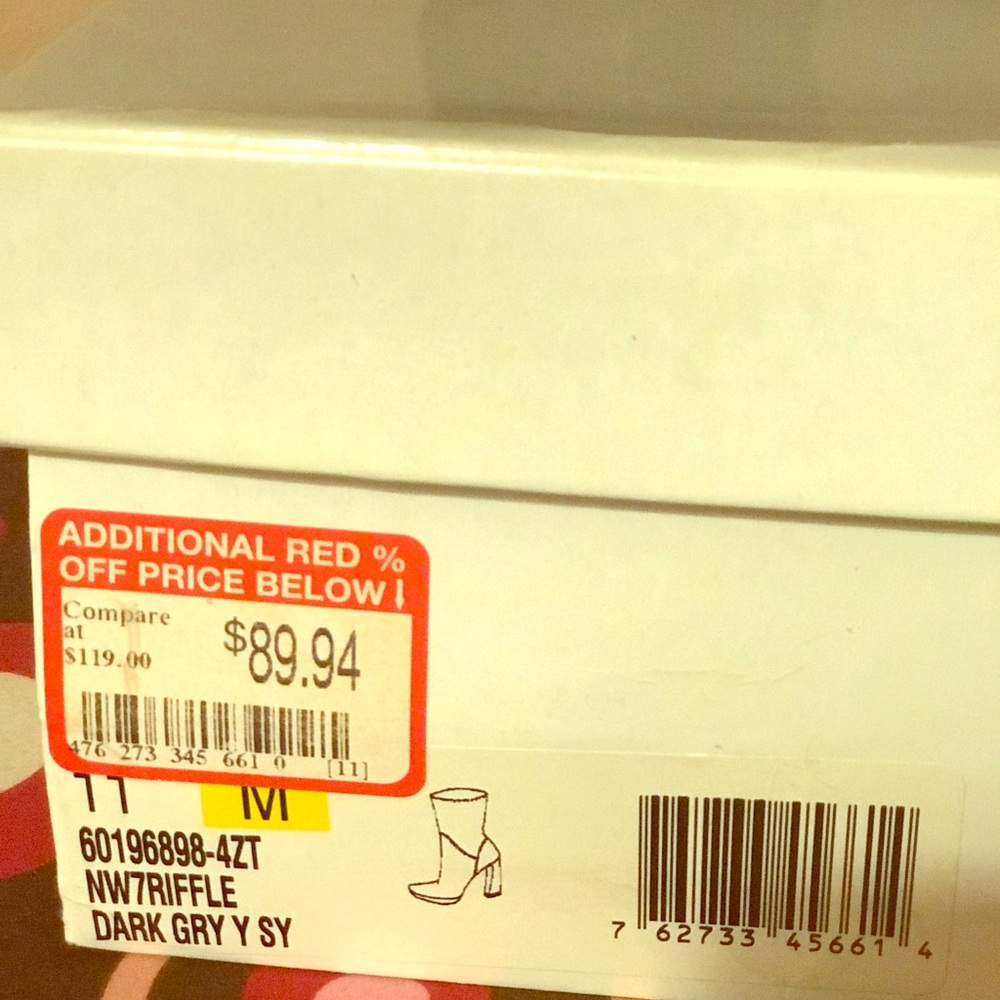 ADDITIONAL RED %
OFF PRICE BELOW↓
Compare
at
$119.00
$89.94
476 273 345 661 0 [11]
11 M
60196898-4ZT
NW7RIFFLE
DARK GRY Y SY
7 62733 45661 4